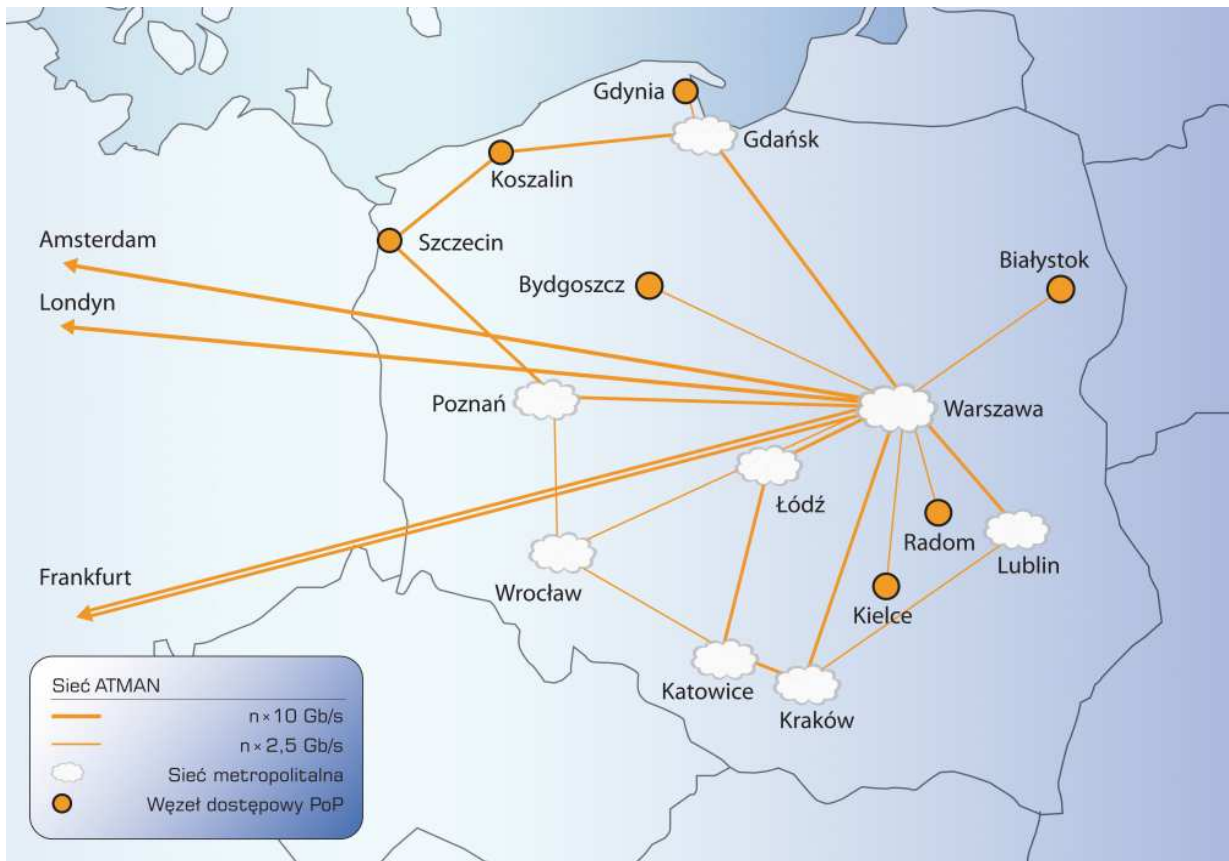 Gdynia
Gdańsk
Koszalin
Amsterdam
Szczecin
Białystok
Bydgoszcz
Londyn
Poznań
Warszawa
Łódź
Radom
Lublin
Frankfurt
Wrocław
Kielce
Katowice
Kraków
Sieć ATMAN
n×10 Gb/s
n×2,5 Gb/s
Sieć metropolitalna
Węzeł dostępowy PoP